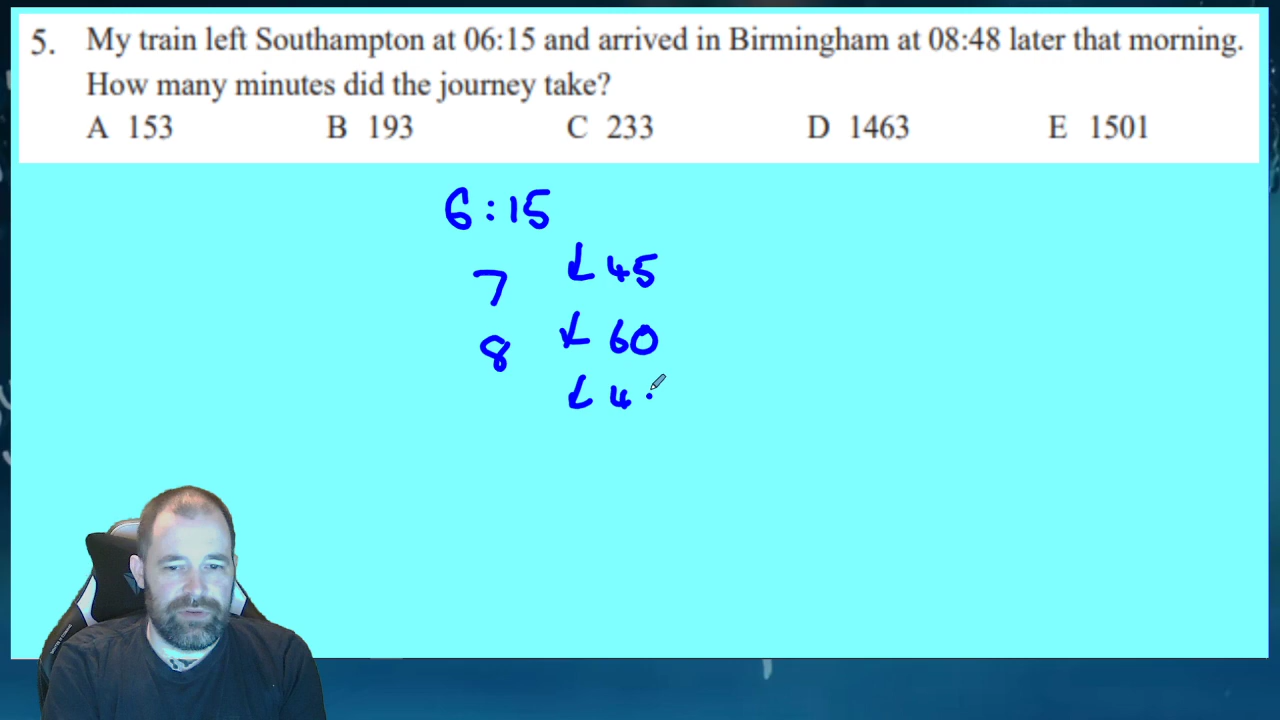 5. My train left Southampton at 06:15 and arrived in Birmingham at 08:48 later that morning.
How many minutes did the journey take?
A 153 B 193 C 233 D 1463 E 1501
6:15
45
7
60
8
4